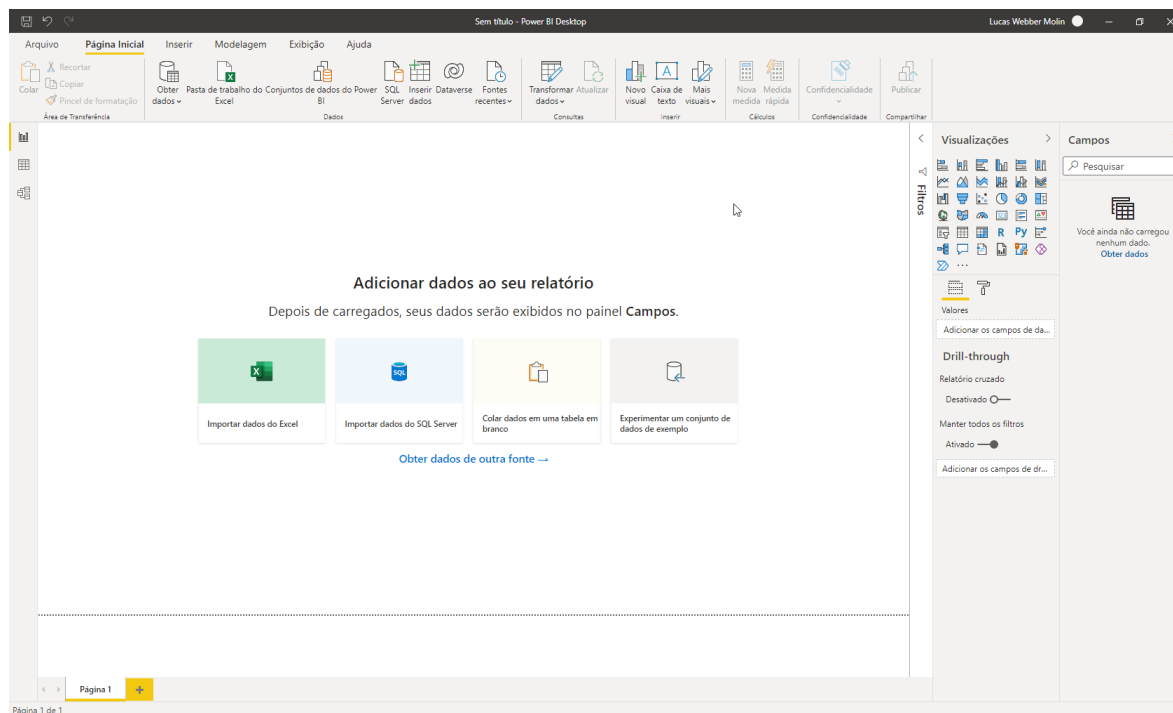 Sem título - Power BI Desktop
Lucas Webber Molin
Arquivo Página Inicial Inserir Modelagem Exibição Ajuda
Colar
Recortar
Copiar
Pincel de formatação
Área de Transferência
Obter dados
Pasta de trabalho do Excel
Conjuntos de dados do Power BI
SQL Server
Inserir dados
Dataverse
Fontes recentes
Dados
Transformar dados
Atualizar
Consultas
Novo visual
Caixa de texto
Mais visuais
Inserir
Nova medida
Medida rápida
Cálculos
Confidencialidade
Confidencialidade
Publicar
Compartilhar
Adicionar dados ao seu relatório
Depois de carregados, seus dados serão exibidos no painel Campos.
SQL
Importar dados do Excel
Importar dados do SQL Server
Colar dados em uma tabela em
branco
Experimentar um conjunto de
dados de exemplo
Obter dados de outra fonte →
Filtros
Visualizações
R Py
Valores
Adicionar os campos de da...
Drill-through
Relatório cruzado
Desativado
Manter todos os filtros
Ativado
Adicionar os campos de dr...
Campos
Pesquisar
Você ainda não carregou
nenhum dado.
Obter dados
Página 1
Página 1 de 1